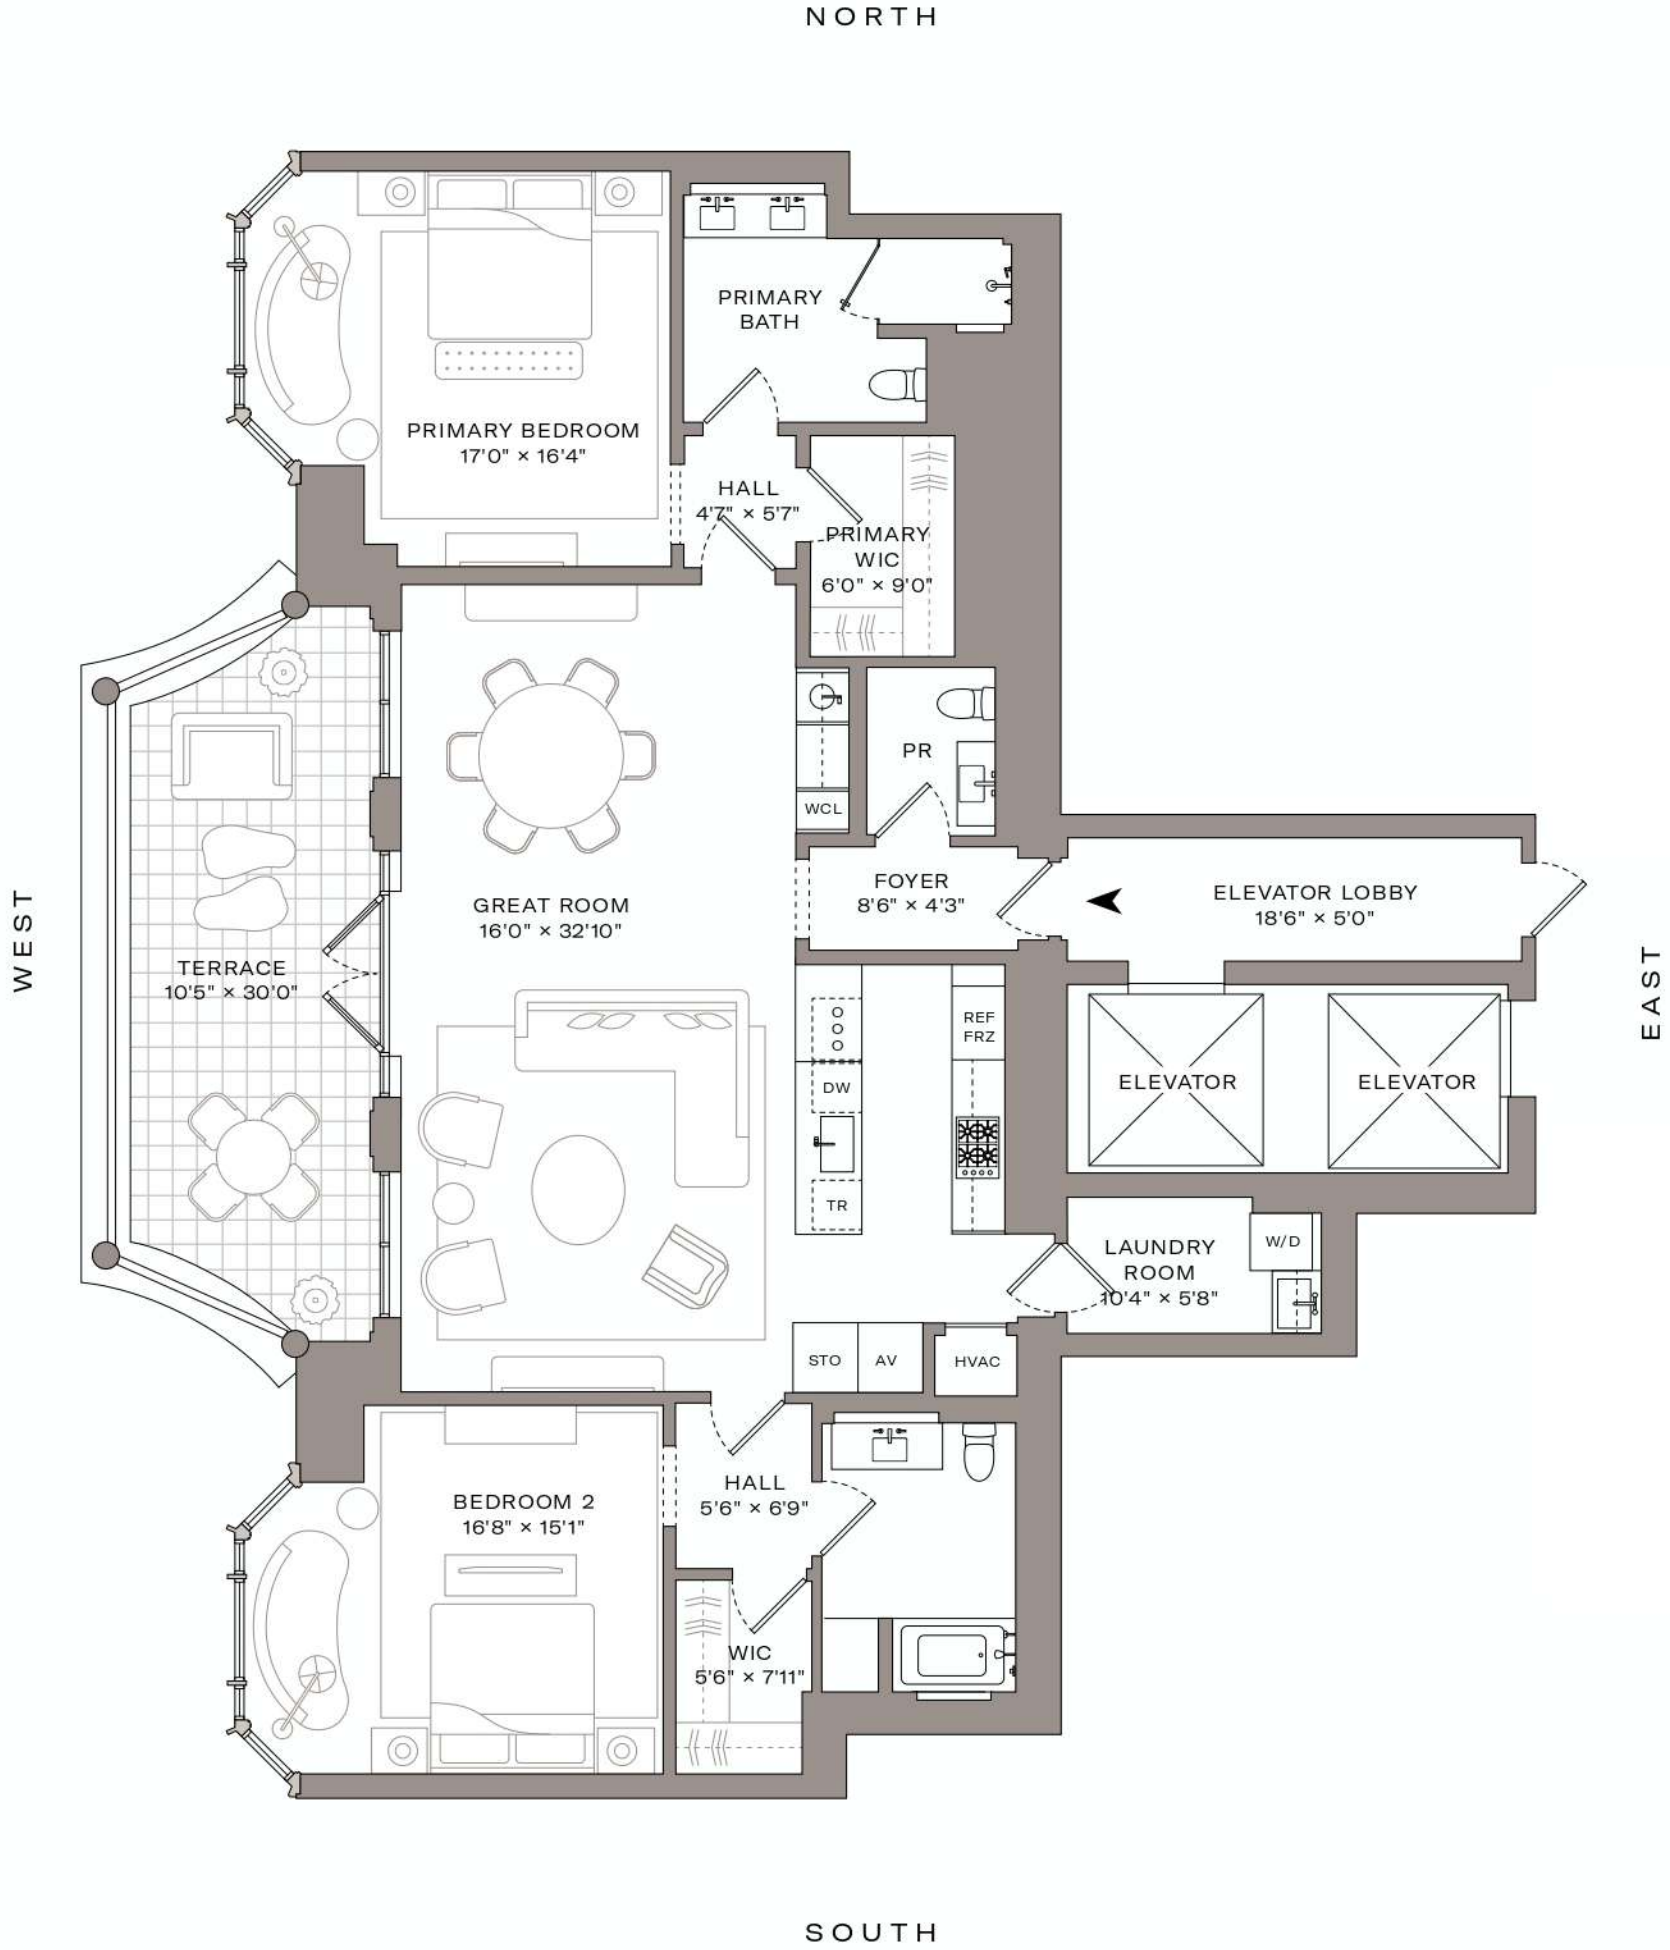 NORTH
PRIMARY
BATH
PRIMARY BEDROOM
17'0" × 16'4"
HALL
4'7" × 5'7"
PRIMARY
WIC
6'0" × 9'0"
PR
WCL
FOYER
8'6" × 4'3"
ELEVATOR LOBBY
18'6" × 5'0"
GREAT ROOM
16'0" × 32'10"
WEST
EAST
TERRACE
10'5" × 30'0"
REF
FRZ
DW
ELEVATOR
ELEVATOR
TR
LAUNDRY
ROOM
10'4" × 5'8"
W/D
STO
AV
HVAC
HALL
5'6" × 6'9"
BEDROOM 2
16'8" × 15'1"
WIC
5'6" × 7'11"
SOUTH